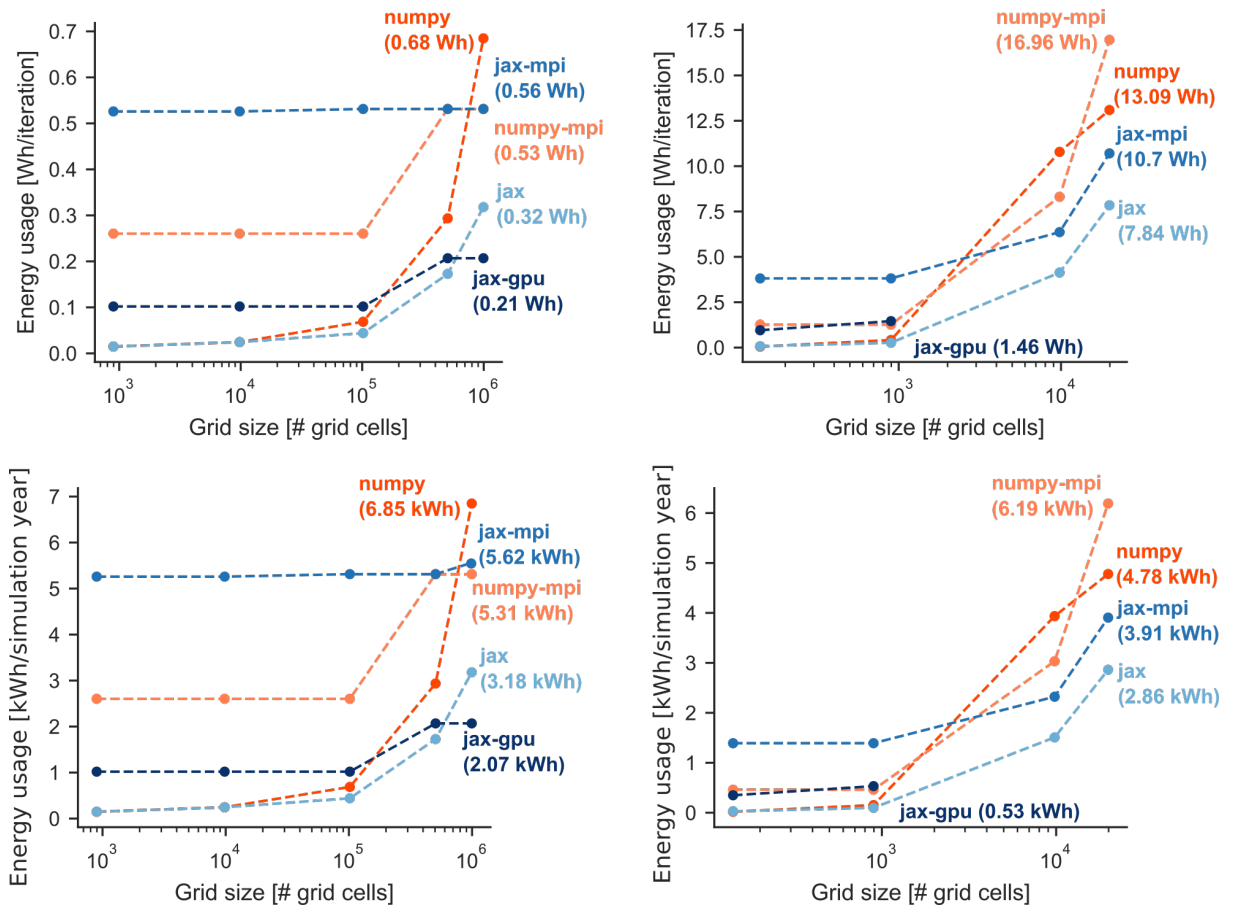 numpy
(0.68 Wh)
jax-mpi
(0.56 Wh)
numpy-mpi
(0.53 Wh)
jax
(0.32 Wh)
jax-gpu
(0.21 Wh)
0.7
0.6
0.5
0.4
0.3
0.2
0.1
0.0
Energy usage [Wh/iteration]
10³
10⁴
10⁵
10⁶
Grid size [# grid cells]
numpy-mpi
(16.96 Wh)
numpy
(13.09 Wh)
jax-mpi
(10.7 Wh)
jax
(7.84 Wh)
jax-gpu (1.46 Wh)
17.5
15.0
12.5
10.0
7.5
5.0
2.5
0.0
Energy usage [Wh/iteration]
10³
10⁴
Grid size [# grid cells]
numpy
(6.85 kWh)
jax-mpi
(5.62 kWh)
numpy-mpi
(5.31 kWh)
jax
(3.18 kWh)
jax-gpu
(2.07 kWh)
7
6
5
4
3
2
1
0
Energy usage [kWh/simulation year]
10³
10⁴
10⁵
10⁶
Grid size [# grid cells]
numpy-mpi
(6.19 kWh)
numpy
(4.78 kWh)
jax-mpi
(3.91 kWh)
jax
(2.86 kWh)
jax-gpu (0.53 kWh)
6
5
4
3
2
1
0
Energy usage [kWh/simulation year]
10³
10⁴
Grid size [# grid cells]